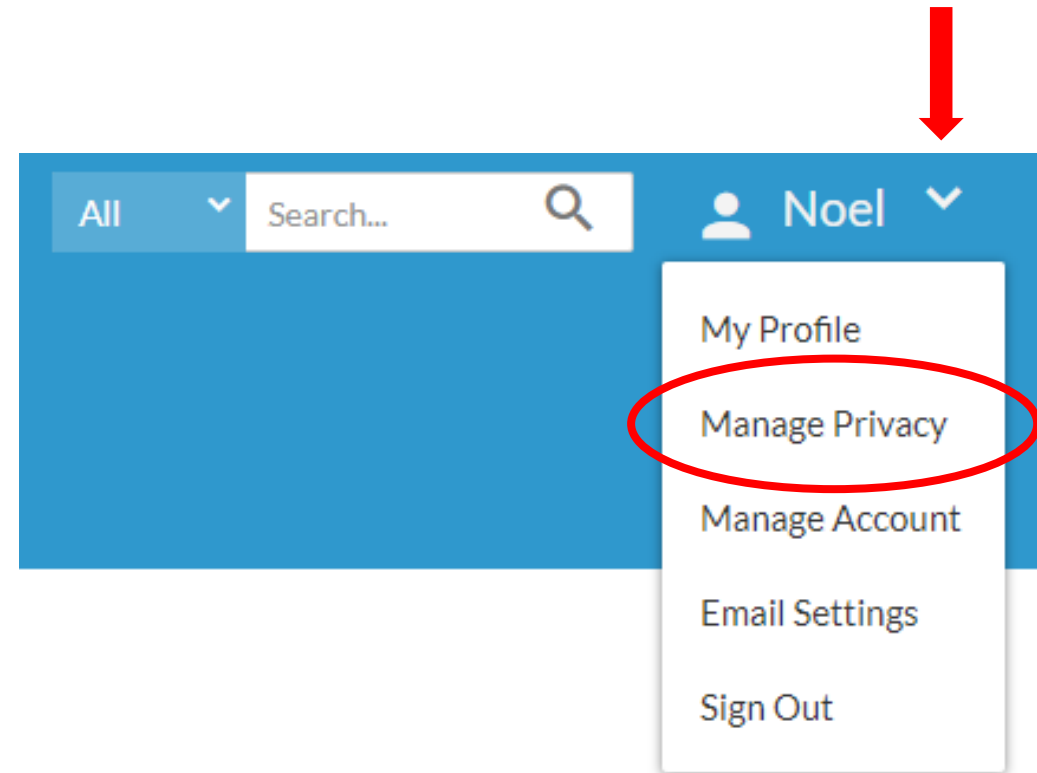 All
Search...
Noel
My Profile
Manage Privacy
Manage Account
Email Settings
Sign Out